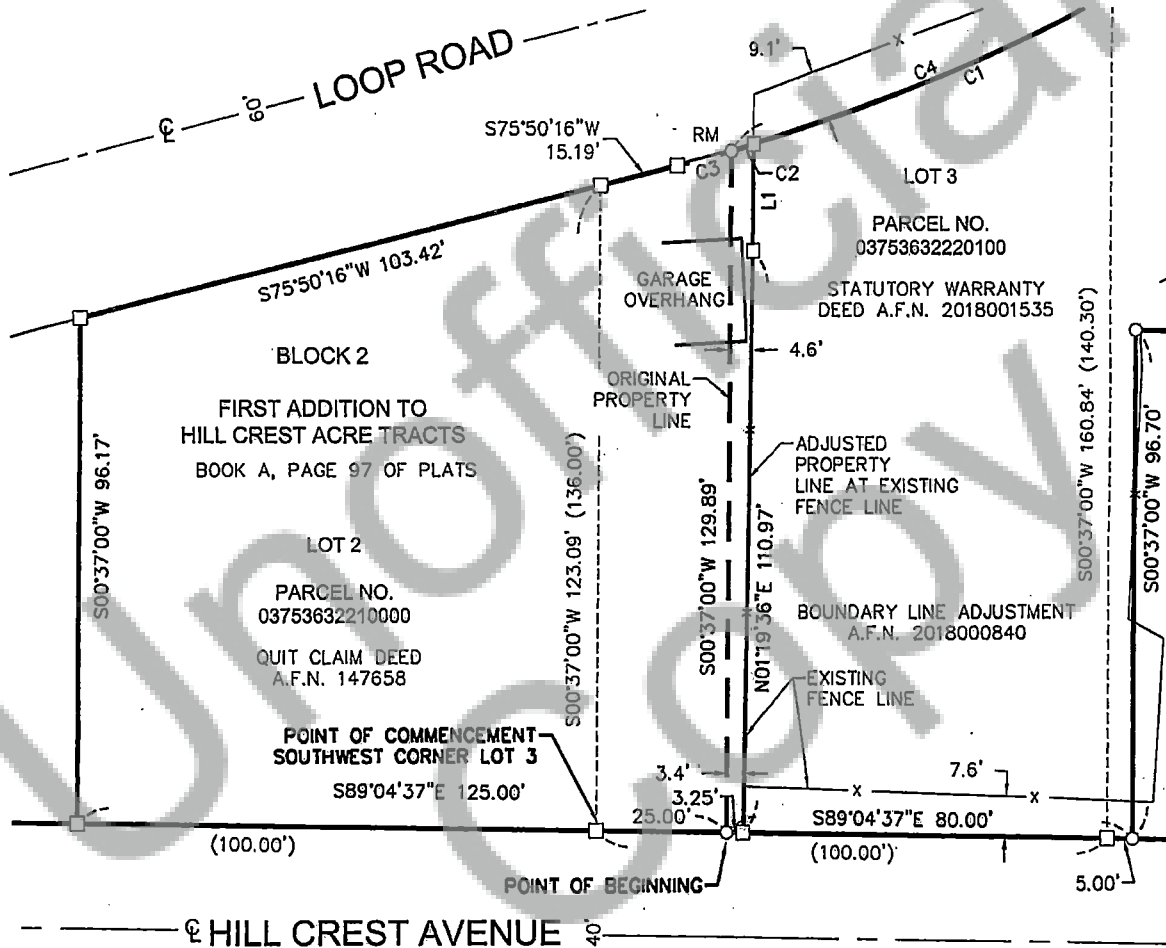 ℄ 60' LOOP ROAD
9.1'
C4
C1
S75°50'16"W
15.19'
RM
C3
C2
L1
LOT 3
PARCEL NO.
03753632220100
STATUTORY WARRANTY
DEED A.F.N. 2018001535
S75°50'16"W 103.42'
GARAGE
OVERHANG
4.6'
BLOCK 2
FIRST ADDITION TO
HILL CREST ACRE TRACTS
BOOK A, PAGE 97 OF PLATS
ORIGINAL
PROPERTY
LINE
ADJUSTED
PROPERTY
LINE AT EXISTING
FENCE LINE
S00°37'00"W 96.17'
S00°37'00"W 123.09' (136.00')
S00°37'00"W 129.89'
N01°19'36"E 110.97'
S00°37'00"W 160.84' (140.30')
S00°37'00"W 96.70'
LOT 2
PARCEL NO.
03753632210000
QUIT CLAIM DEED
A.F.N. 147658
BOUNDARY LINE ADJUSTMENT
A.F.N. 2018000840
EXISTING
FENCE LINE
POINT OF COMMENCEMENT
SOUTHWEST CORNER LOT 3
S89°04'37"E 125.00'
3.4'
3.25'
25.00'
7.6'
S89°04'37"E 80.00'
(100.00')
(100.00')
POINT OF BEGINNING
5.00'
℄ HILL CREST AVENUE 40'
Unofficial
Copy